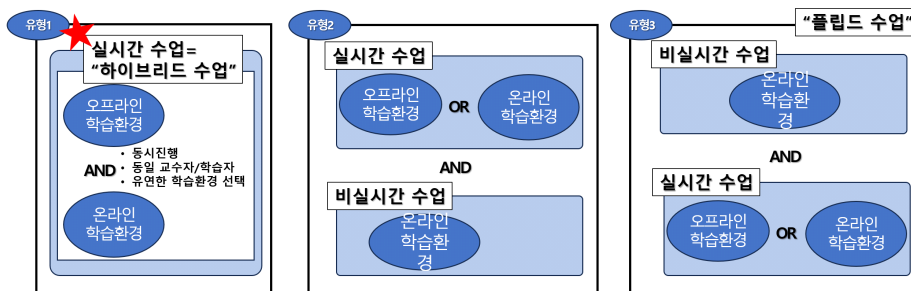 유형1
실시간 수업=
“하이브리드 수업”
오프라인
학습환경
AND
• 동시진행
• 동일 교수자/학습자
• 유연한 학습환경 선택
온라인
학습환경
유형2
실시간 수업
오프라인
학습환경
OR
온라인
학습환경
AND
비실시간 수업
온라인
학습환
경
유형3
“플립드 수업”
비실시간 수업
온라인
학습환
경
AND
실시간 수업
오프라인
학습환경
OR
온라인
학습환경